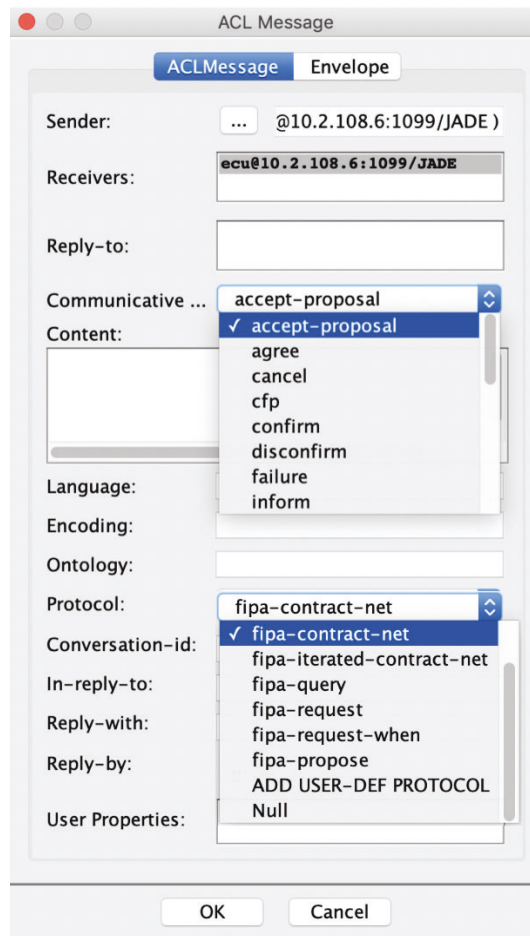 ACL Message
ACLMessage Envelope
Sender: ... @10.2.108.6:1099/JADE )
Receivers: ecu@10.2.108.6:1099/JADE
Reply-to:
Communicative ... accept-proposal
✓ accept-proposal
Content:
agree
cancel
cfp
confirm
disconfirm
failure
Language:
inform
Encoding:
Ontology:
Protocol: fipa-contract-net
✓ fipa-contract-net
Conversation-id:
fipa-iterated-contract-net
In-reply-to:
fipa-query
fipa-request
Reply-with:
fipa-request-when
Reply-by:
fipa-propose
ADD USER-DEF PROTOCOL
User Properties:
Null
OK Cancel